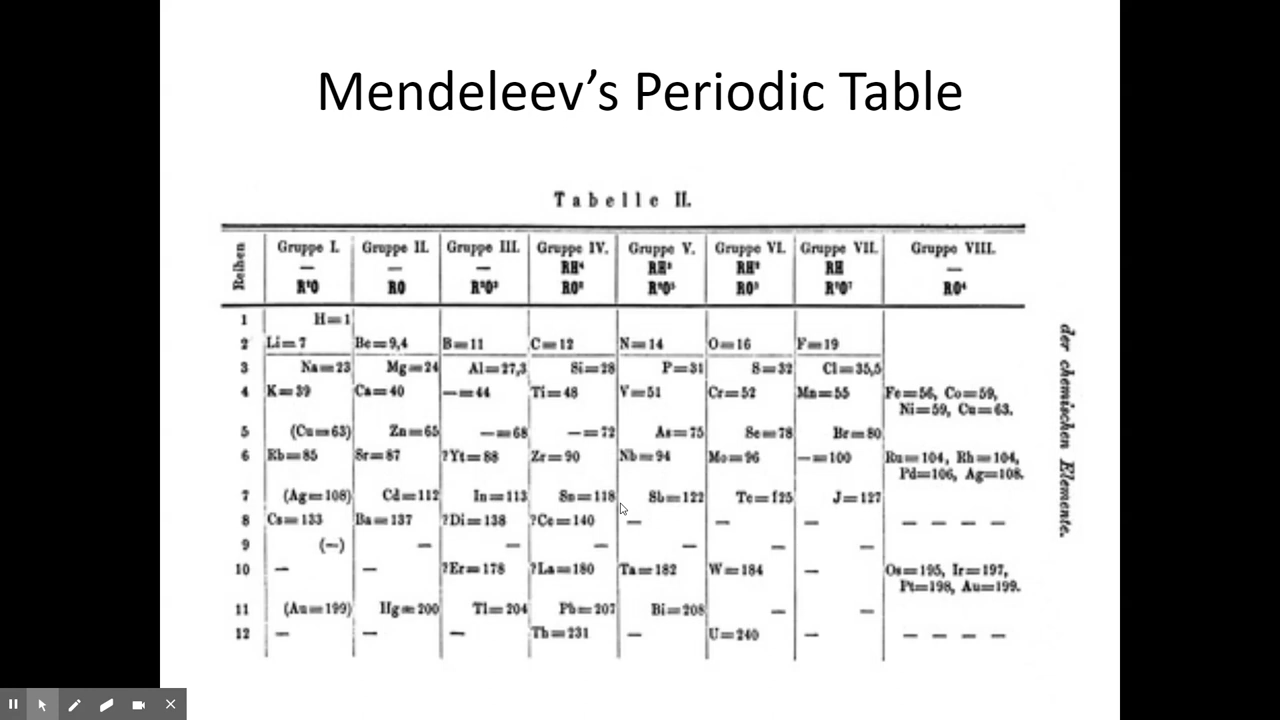 Mendeleev’s Periodic Table
Tabelle II.
Reihen Gruppe I. Gruppe II. Gruppe III. Gruppe IV. Gruppe V. Gruppe VI. Gruppe VII. Gruppe VIII.
— — — RH⁴ RH³ RH² RH —
R²O RO R²O³ RO² R²O⁵ RO³ R²O⁷ RO⁴
1 H=1
2 Li=7 Be=9,4 B=11 C=12 N=14 O=16 F=19
3 Na=23 Mg=24 Al=27,3 Si=28 P=31 S=32 Cl=35,5
4 K=39 Ca=40 —=44 Ti=48 V=51 Cr=52 Mn=55 Fe=56, Co=59,
Ni=59, Cu=63.
5 (Cu=63) Zn=65 —=68 —=72 As=75 Se=78 Br=80
6 Rb=85 Sr=87 ?Yt=88 Zr=90 Nb=94 Mo=96 —=100 Ru=104, Rh=104,
Pd=106, Ag=108.
7 (Ag=108) Cd=112 In=113 Sn=118 Sb=122 Te=125 J=127
8 Cs=133 Ba=137 ?Di=138 ?Ce=140 — — — — — — —
9 (—) — — — — — —
10 — — ?Er=178 ?La=180 Ta=182 W=184 — Os=195, Ir=197,
Pt=198, Au=199.
11 (Au=199) Hg=200 Tl=204 Pb=207 Bi=208 — —
12 — — — Th=231 — U=240 — — — — —
der chemischen Elemente.